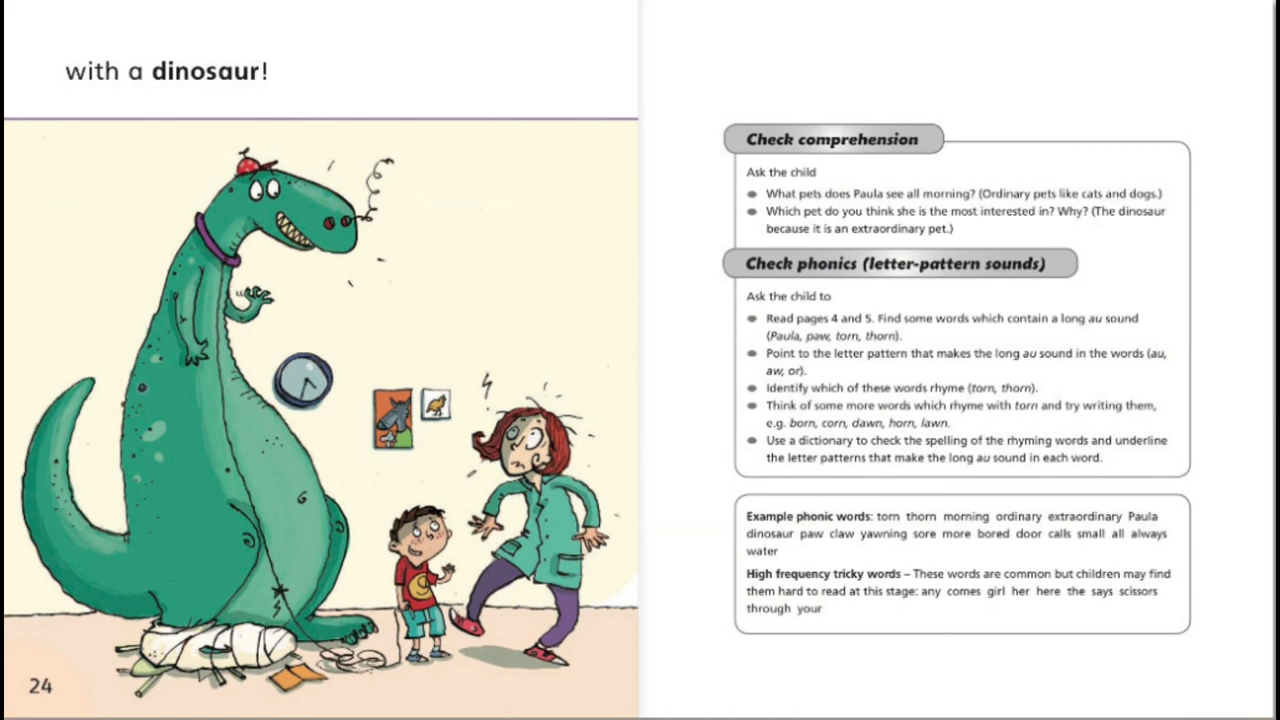 with a dinosaur!
24
Check comprehension
Ask the child
What pets does Paula see all morning? (Ordinary pets like cats and dogs.)
Which pet do you think she is the most interested in? Why? (The dinosaur
because it is an extraordinary pet.)
Check phonics (letter-pattern sounds)
Ask the child to
Read pages 4 and 5. Find some words which contain a long au sound
(Paula, paw, torn, thorn).
Point to the letter pattern that makes the long au sound in the words (au,
aw, or).
Identify which of these words rhyme (torn, thorn).
Think of some more words which rhyme with torn and try writing them,
e.g. born, corn, dawn, horn, lawn.
Use a dictionary to check the spelling of the rhyming words and underline
the letter patterns that make the long au sound in each word.
Example phonic words: torn thorn morning ordinary extraordinary Paula
dinosaur paw claw yawning sore more bored door calls small all always
water
High frequency tricky words – These words are common but children may find
them hard to read at this stage: any comes girl her here the says scissors
through your